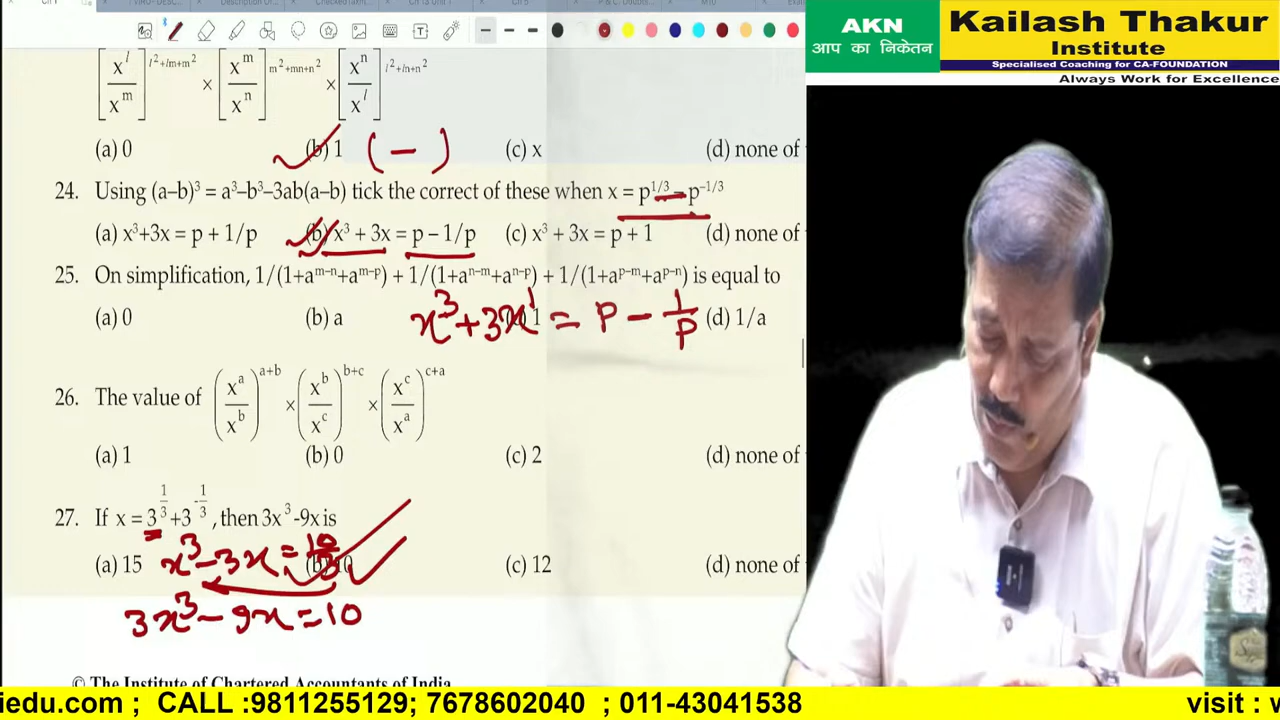 AKN
आप का निकेतन
Kailash Thakur
Institute
Specialised Coaching for CA-FOUNDATION
Always Work for Excellence
[x^l/x^m]^(l²+lm+m²) × [x^m/x^n]^(m²+mn+n²) × [x^n/x^l]^(l²+ln+n²)
(a) 0 (b) 1 (–) (c) x (d) none of
24. Using (a–b)³ = a³–b³–3ab(a–b) tick the correct of these when x = p^(1/3) – p^(–1/3)
(a) x³+3x = p + 1/p (b) x³ + 3x = p – 1/p (c) x³ + 3x = p + 1 (d) none of
25. On simplification, 1/(1+a^(m–n)+a^(m–p)) + 1/(1+a^(n–m)+a^(n–p)) + 1/(1+a^(p–m)+a^(p–n)) is equal to
(a) 0 (b) a (c) 1 (d) 1/a
x³+3x¹ = P – 1/P
26. The value of (x^a/x^b)^(a+b) × (x^b/x^c)^(b+c) × (x^c/x^a)^(c+a)
(a) 1 (b) 0 (c) 2 (d) none of
27. If x = 3^(1/3)+3^(-1/3), then 3x³-9x is
(a) 15 (b) 10 (c) 12 (d) none of
x³–3x = 10/3
3x³ – 9x = 10
© The Institute of Chartered Accountants of India
iedu.com ; CALL :9811255129; 7678602040 ; 011-43041538 visit :